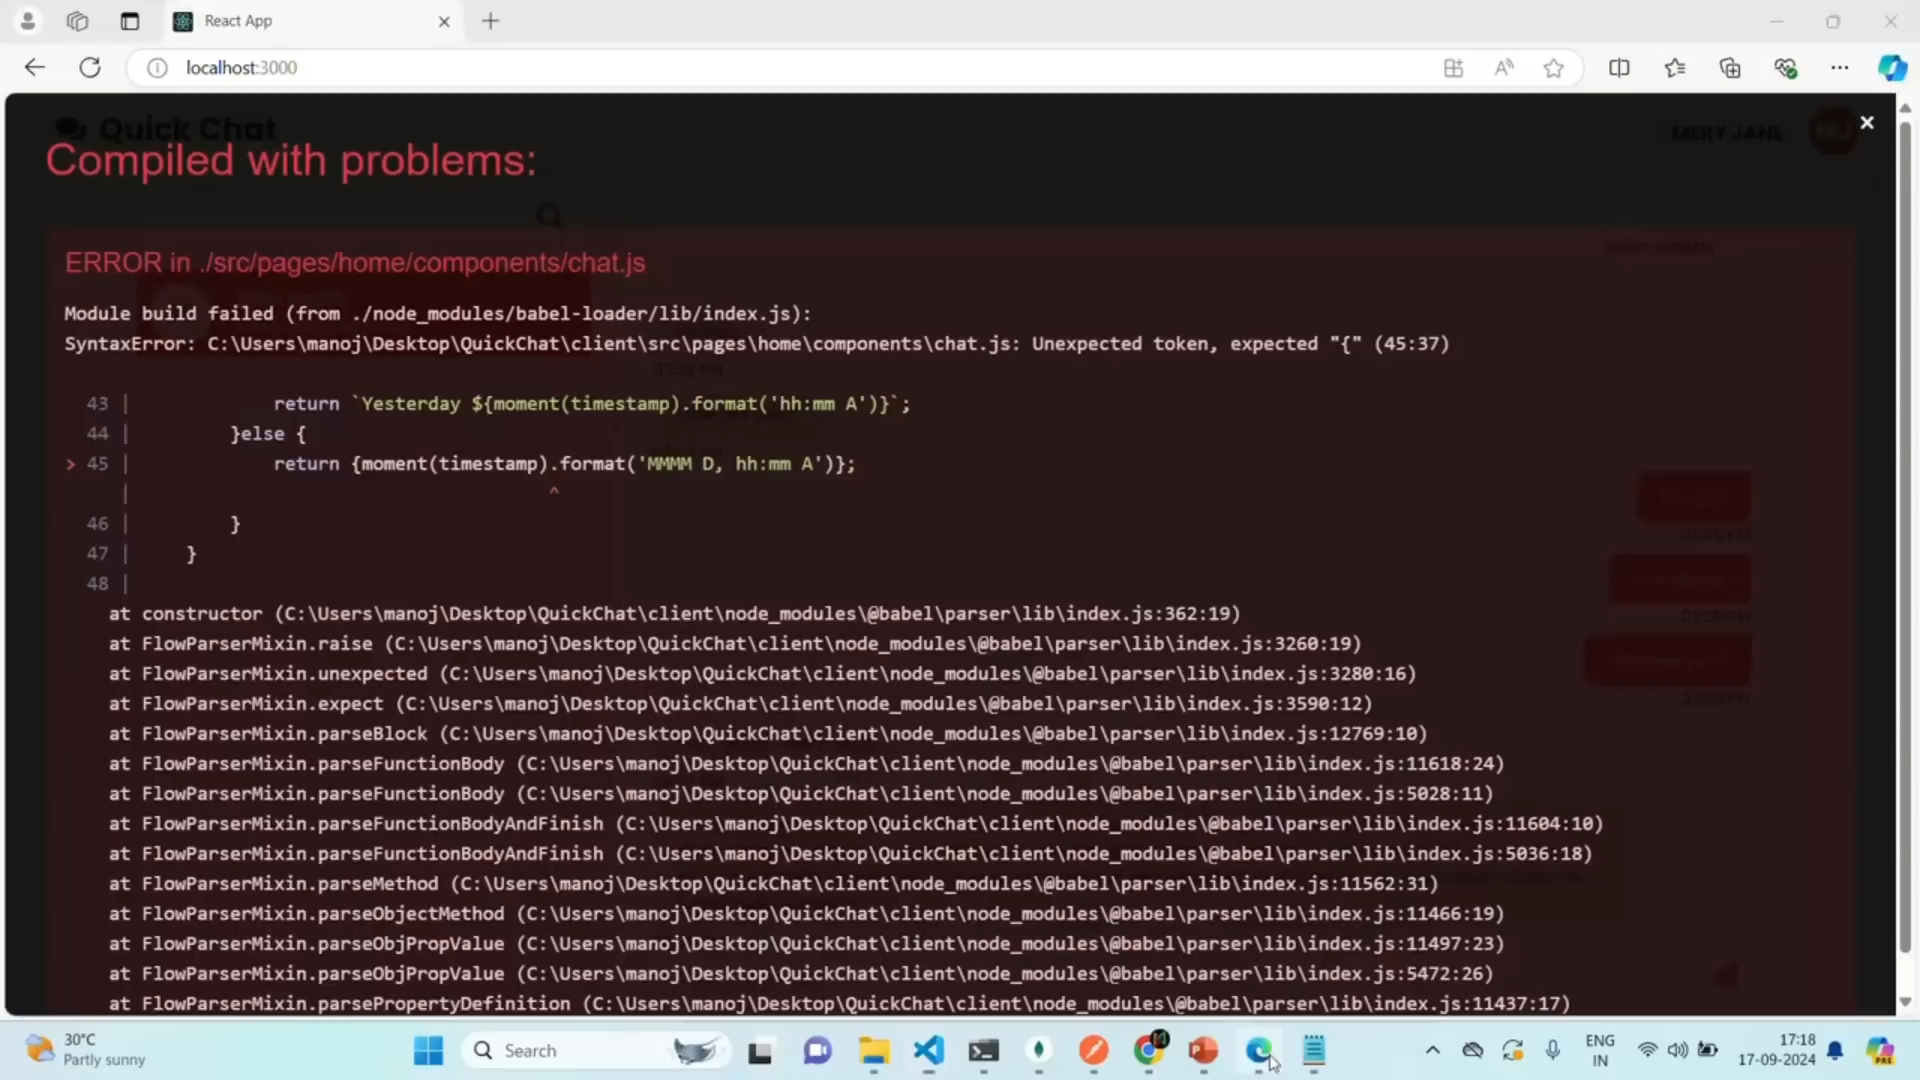 React App
localhost:3000
Quick Chat
MERY JANE
Compiled with problems:
ERROR in ./src/pages/home/components/chat.js
Module build failed (from ./node_modules/babel-loader/lib/index.js):
SyntaxError: C:\Users\manoj\Desktop\QuickChat\client\src\pages\home\components\chat.js: Unexpected token, expected "{" (45:37)
43 | return `Yesterday ${moment(timestamp).format('hh:mm A')}`;
44 | }else {
> 45 | return {moment(timestamp).format('MMMM D, hh:mm A')};
| ^
46 | }
47 | }
48 |
at constructor (C:\Users\manoj\Desktop\QuickChat\client\node_modules\@babel\parser\lib\index.js:362:19)
at FlowParserMixin.raise (C:\Users\manoj\Desktop\QuickChat\client\node_modules\@babel\parser\lib\index.js:3260:19)
at FlowParserMixin.unexpected (C:\Users\manoj\Desktop\QuickChat\client\node_modules\@babel\parser\lib\index.js:3280:16)
at FlowParserMixin.expect (C:\Users\manoj\Desktop\QuickChat\client\node_modules\@babel\parser\lib\index.js:3590:12)
at FlowParserMixin.parseBlock (C:\Users\manoj\Desktop\QuickChat\client\node_modules\@babel\parser\lib\index.js:12769:10)
at FlowParserMixin.parseFunctionBody (C:\Users\manoj\Desktop\QuickChat\client\node_modules\@babel\parser\lib\index.js:11618:24)
at FlowParserMixin.parseFunctionBody (C:\Users\manoj\Desktop\QuickChat\client\node_modules\@babel\parser\lib\index.js:5028:11)
at FlowParserMixin.parseFunctionBodyAndFinish (C:\Users\manoj\Desktop\QuickChat\client\node_modules\@babel\parser\lib\index.js:11604:10)
at FlowParserMixin.parseFunctionBodyAndFinish (C:\Users\manoj\Desktop\QuickChat\client\node_modules\@babel\parser\lib\index.js:5036:18)
at FlowParserMixin.parseMethod (C:\Users\manoj\Desktop\QuickChat\client\node_modules\@babel\parser\lib\index.js:11562:31)
at FlowParserMixin.parseObjectMethod (C:\Users\manoj\Desktop\QuickChat\client\node_modules\@babel\parser\lib\index.js:11466:19)
at FlowParserMixin.parseObjPropValue (C:\Users\manoj\Desktop\QuickChat\client\node_modules\@babel\parser\lib\index.js:11497:23)
at FlowParserMixin.parseObjPropValue (C:\Users\manoj\Desktop\QuickChat\client\node_modules\@babel\parser\lib\index.js:5472:26)
at FlowParserMixin.parsePropertyDefinition (C:\Users\manoj\Desktop\QuickChat\client\node_modules\@babel\parser\lib\index.js:11437:17)
30°C
Partly sunny
Search
ENG
IN
17:18
17-09-2024